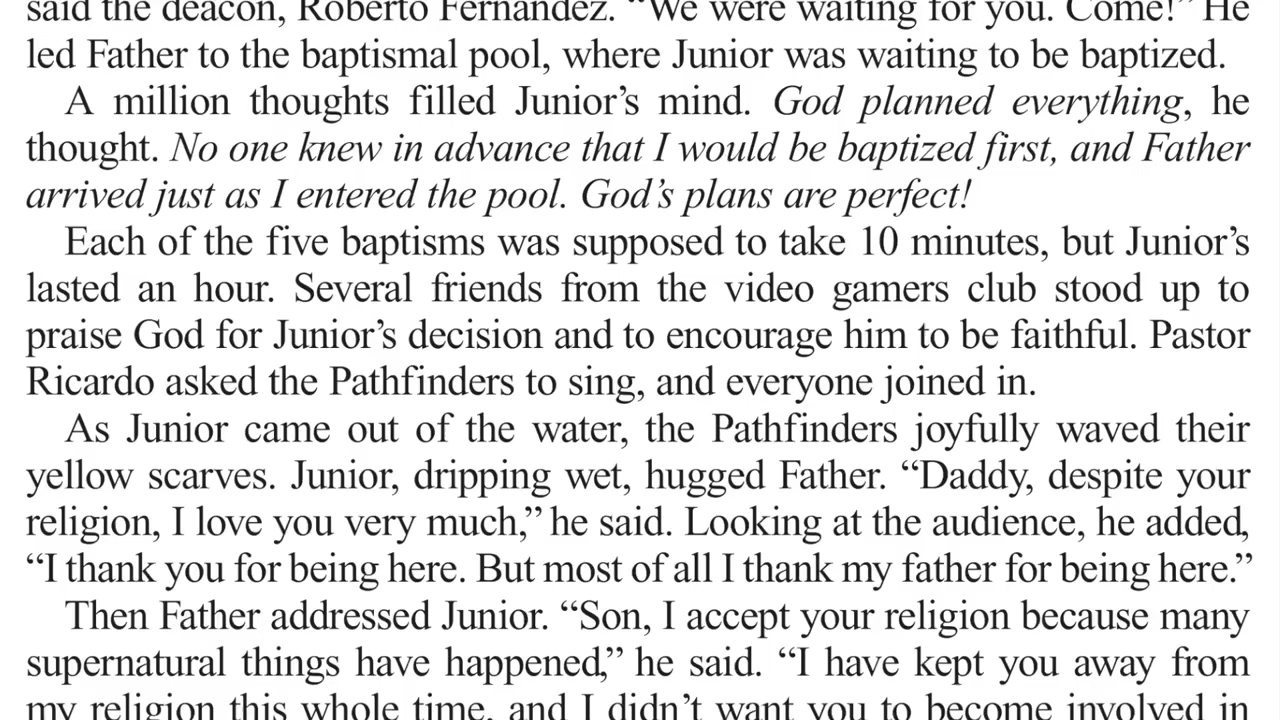 said the deacon, Roberto Fernandez. “We were waiting for you. Come!” He
led Father to the baptismal pool, where Junior was waiting to be baptized.
A million thoughts filled Junior’s mind. God planned everything, he
thought. No one knew in advance that I would be baptized first, and Father
arrived just as I entered the pool. God’s plans are perfect!
Each of the five baptisms was supposed to take 10 minutes, but Junior’s
lasted an hour. Several friends from the video gamers club stood up to
praise God for Junior’s decision and to encourage him to be faithful. Pastor
Ricardo asked the Pathfinders to sing, and everyone joined in.
As Junior came out of the water, the Pathfinders joyfully waved their
yellow scarves. Junior, dripping wet, hugged Father. “Daddy, despite your
religion, I love you very much,” he said. Looking at the audience, he added,
“I thank you for being here. But most of all I thank my father for being here.”
Then Father addressed Junior. “Son, I accept your religion because many
supernatural things have happened,” he said. “I have kept you away from
my religion this whole time, and I didn’t want you to become involved in